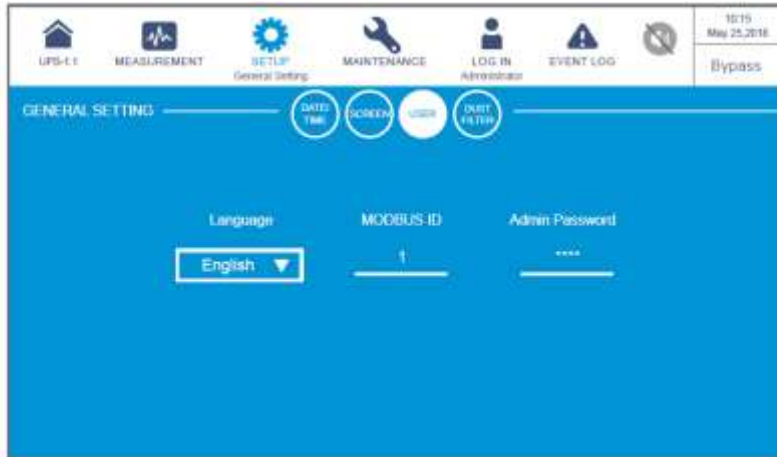 UPS-1.1
MEASUREMENT
SETUP
General Setting
MAINTENANCE
LOG IN
Administrator
EVENT LOG
10:15
May 25,2016
Bypass
GENERAL SETTING
DATE/
TIME
SCREEN
USER
DUST
FILTER
Language
MODBUS ID
Admin Password
English
1
****